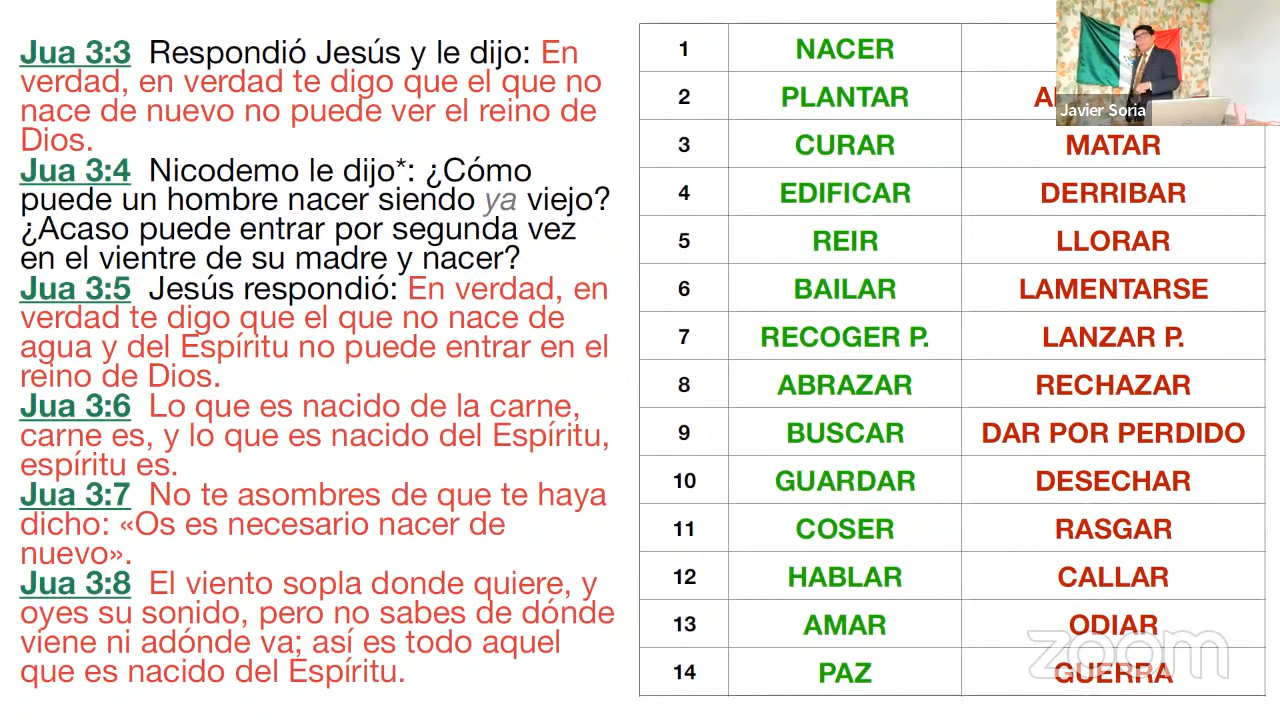 Jua 3:3 Respondió Jesús y le dijo: En
verdad, en verdad te digo que el que no
nace de nuevo no puede ver el reino de
Dios.
Jua 3:4 Nicodemo le dijo*: ¿Cómo
puede un hombre nacer siendo ya viejo?
¿Acaso puede entrar por segunda vez
en el vientre de su madre y nacer?
Jua 3:5 Jesús respondió: En verdad, en
verdad te digo que el que no nace de
agua y del Espíritu no puede entrar en el
reino de Dios.
Jua 3:6 Lo que es nacido de la carne,
carne es, y lo que es nacido del Espíritu,
espíritu es.
Jua 3:7 No te asombres de que te haya
dicho: «Os es necesario nacer de
nuevo».
Jua 3:8 El viento sopla donde quiere, y
oyes su sonido, pero no sabes de dónde
viene ni adónde va; así es todo aquel
que es nacido del Espíritu.
1 NACER
2 PLANTAR
3 CURAR MATAR
4 EDIFICAR DERRIBAR
5 REIR LLORAR
6 BAILAR LAMENTARSE
7 RECOGER P. LANZAR P.
8 ABRAZAR RECHAZAR
9 BUSCAR DAR POR PERDIDO
10 GUARDAR DESECHAR
11 COSER RASGAR
12 HABLAR CALLAR
13 AMAR ODIAR
14 PAZ GUERRA
Javier Soria
zoom